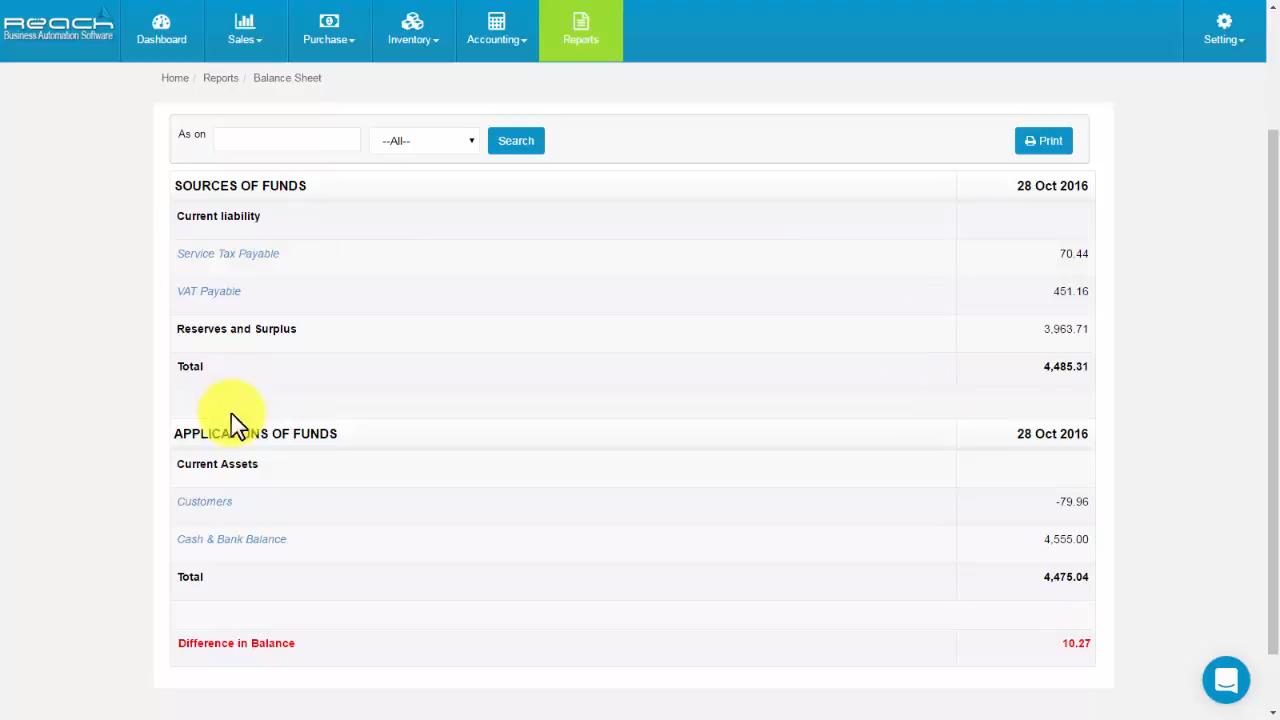 REACH
Business Automation Software
Dashboard
Sales
Purchase
Inventory
Accounting
Reports
Setting
Home / Reports / Balance Sheet
As on
--All--
Search
Print
SOURCES OF FUNDS 28 Oct 2016
Current liability
Service Tax Payable 70.44
VAT Payable 451.16
Reserves and Surplus 3,963.71
Total 4,485.31
APPLICATIONS OF FUNDS 28 Oct 2016
Current Assets
Customers -79.96
Cash & Bank Balance 4,555.00
Total 4,475.04
Difference in Balance 10.27